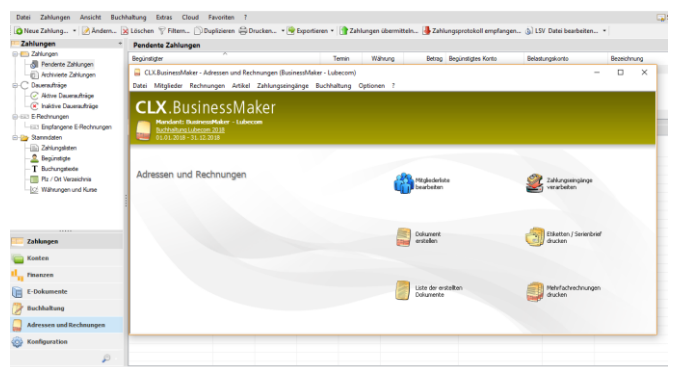 Datei Zahlungen Ansicht Buchhaltung Extras Cloud Favoriten ?
Neue Zahlung... Ändern... Löschen Filtern... Duplizieren Drucken... Exportieren Zahlungen übermitteln... Zahlungsprotokoll empfangen... LSV Datei bearbeiten...
Zahlungen
Zahlungen
Pendente Zahlungen
Archivierte Zahlungen
Daueraufträge
Aktive Daueraufträge
Inaktive Daueraufträge
E-Rechnungen
Empfangene E-Rechnungen
Stammdaten
Zahlungslisten
Begünstigte
Buchungstexte
Plz / Ort Verzeichnis
Währungen und Kurse
Zahlungen
Konten
Finanzen
E-Dokumente
Buchhaltung
Adressen und Rechnungen
Konfiguration
Pendente Zahlungen
Begünstigter Termin Währung Betrag Begünstigtes Konto Belastungskonto Bezeichnung
CLX.BusinessMaker - Adressen und Rechnungen (BusinessMaker - Lubecom)
Datei Mitglieder Rechnungen Artikel Zahlungseingänge Buchhaltung Optionen ?
CLX.BusinessMaker
Mandant: BusinessMaker - Lubecom
Buchhaltung Lubecom 2018
01.01.2018 - 31.12.2018
Adressen und Rechnungen
Mitgliederliste
bearbeiten
Zahlungseingänge
verarbeiten
Dokument
erstellen
Etiketten / Serienbrief
drucken
Liste der erstellten
Dokumente
Mehrfachrechnungen
drucken